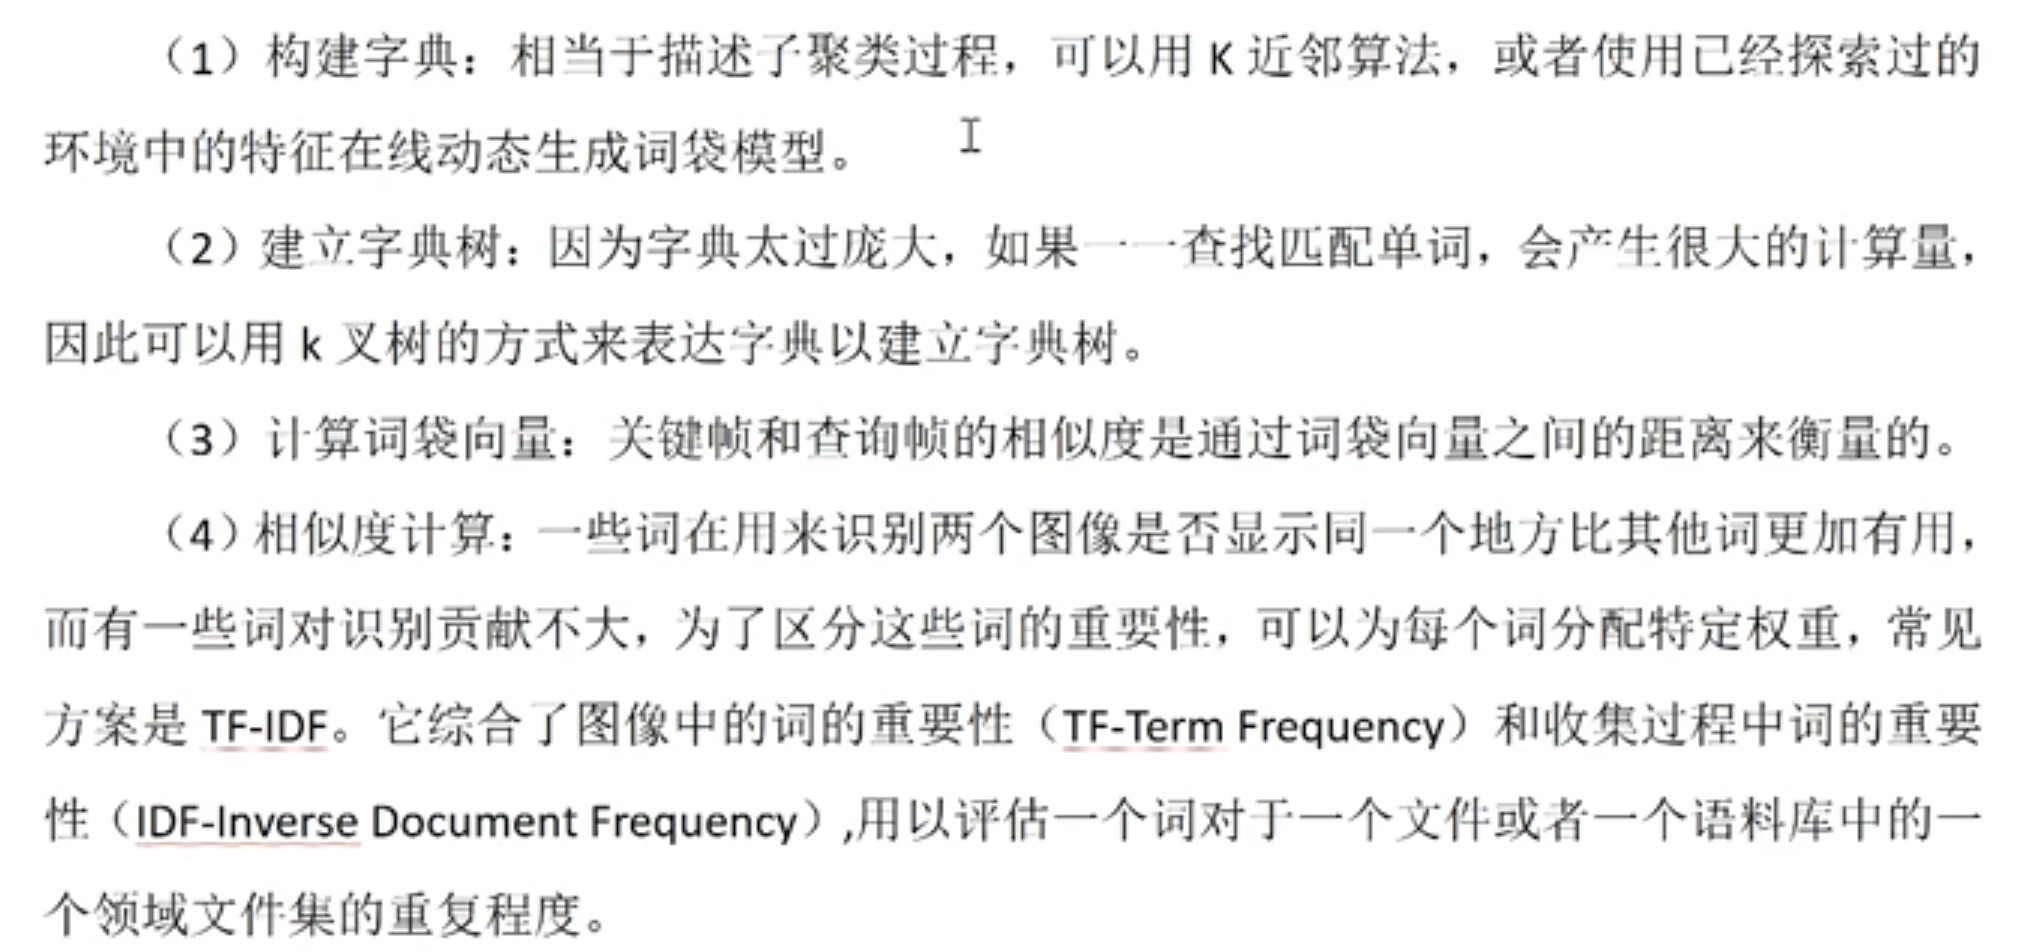 （1）构建字典：相当于描述子聚类过程，可以用 K 近邻算法，或者使用已经探索过的
环境中的特征在线动态生成词袋模型。
（2）建立字典树：因为字典太过庞大，如果一一查找匹配单词，会产生很大的计算量，
因此可以用 k 叉树的方式来表达字典以建立字典树。
（3）计算词袋向量：关键帧和查询帧的相似度是通过词袋向量之间的距离来衡量的。
（4）相似度计算：一些词在用来识别两个图像是否显示同一个地方比其他词更加有用，
而有一些词对识别贡献不大，为了区分这些词的重要性，可以为每个词分配特定权重，常见
方案是 TF-IDF。它综合了图像中的词的重要性（TF-Term Frequency）和收集过程中词的重要
性（IDF-Inverse Document Frequency）,用以评估一个词对于一个文件或者一个语料库中的一
个领域文件集的重复程度。